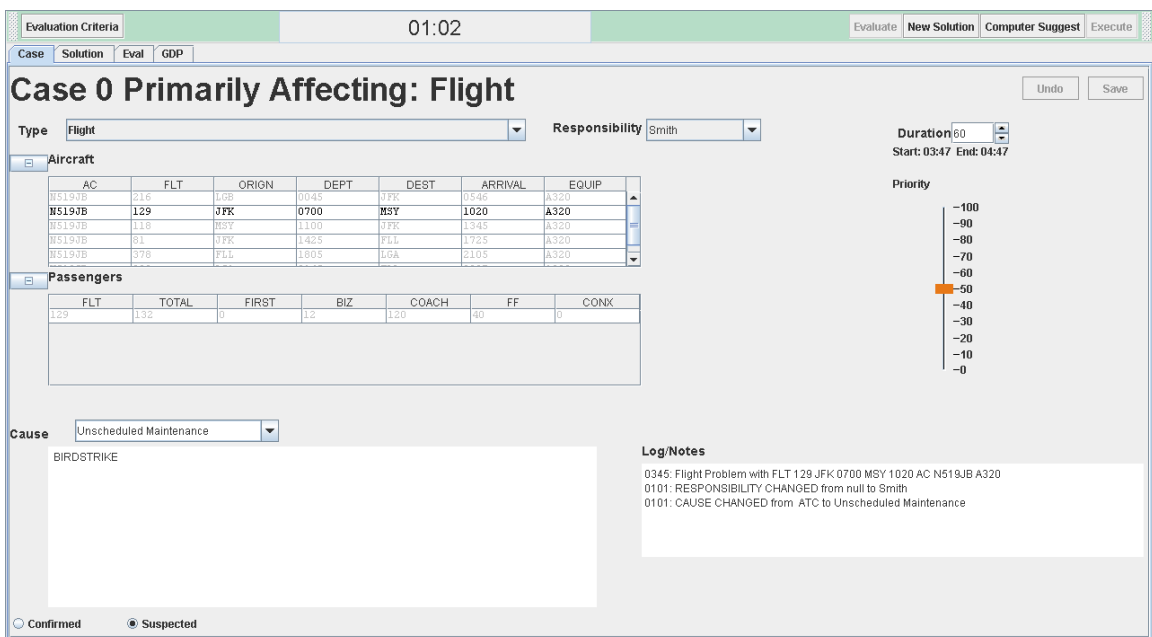 Evaluation Criteria 01:02 Evaluate New Solution Computer Suggest Execute
Case Solution Eval GDP
Case 0 Primarily Affecting: Flight Undo Save
Type Flight Responsibility Smith Duration 60
Start: 03:47 End: 04:47
Aircraft
Priority
AC FLT ORIGN DEPT DEST ARRIVAL EQUIP
N519JB 216 LGB 0045 JFK 0546 A320
N519JB 129 JFK 0700 MSY 1020 A320
N519JB 118 MSY 1100 JFK 1345 A320
N519JB 81 JFK 1425 FLL 1725 A320
N519JB 378 FLL 1805 LGA 2105 A320
Passengers
FLT TOTAL FIRST BIZ COACH FF CONX
129 132 0 12 120 40 0
-100
-90
-80
-70
-60
-50
-40
-30
-20
-10
-0
Cause Unscheduled Maintenance
BIRDSTRIKE
Log/Notes
0345: Flight Problem with FLT 129 JFK 0700 MSY 1020 AC N519JB A320
0101: RESPONSIBILITY CHANGED from null to Smith
0101: CAUSE CHANGED from ATC to Unscheduled Maintenance
Confirmed Suspected